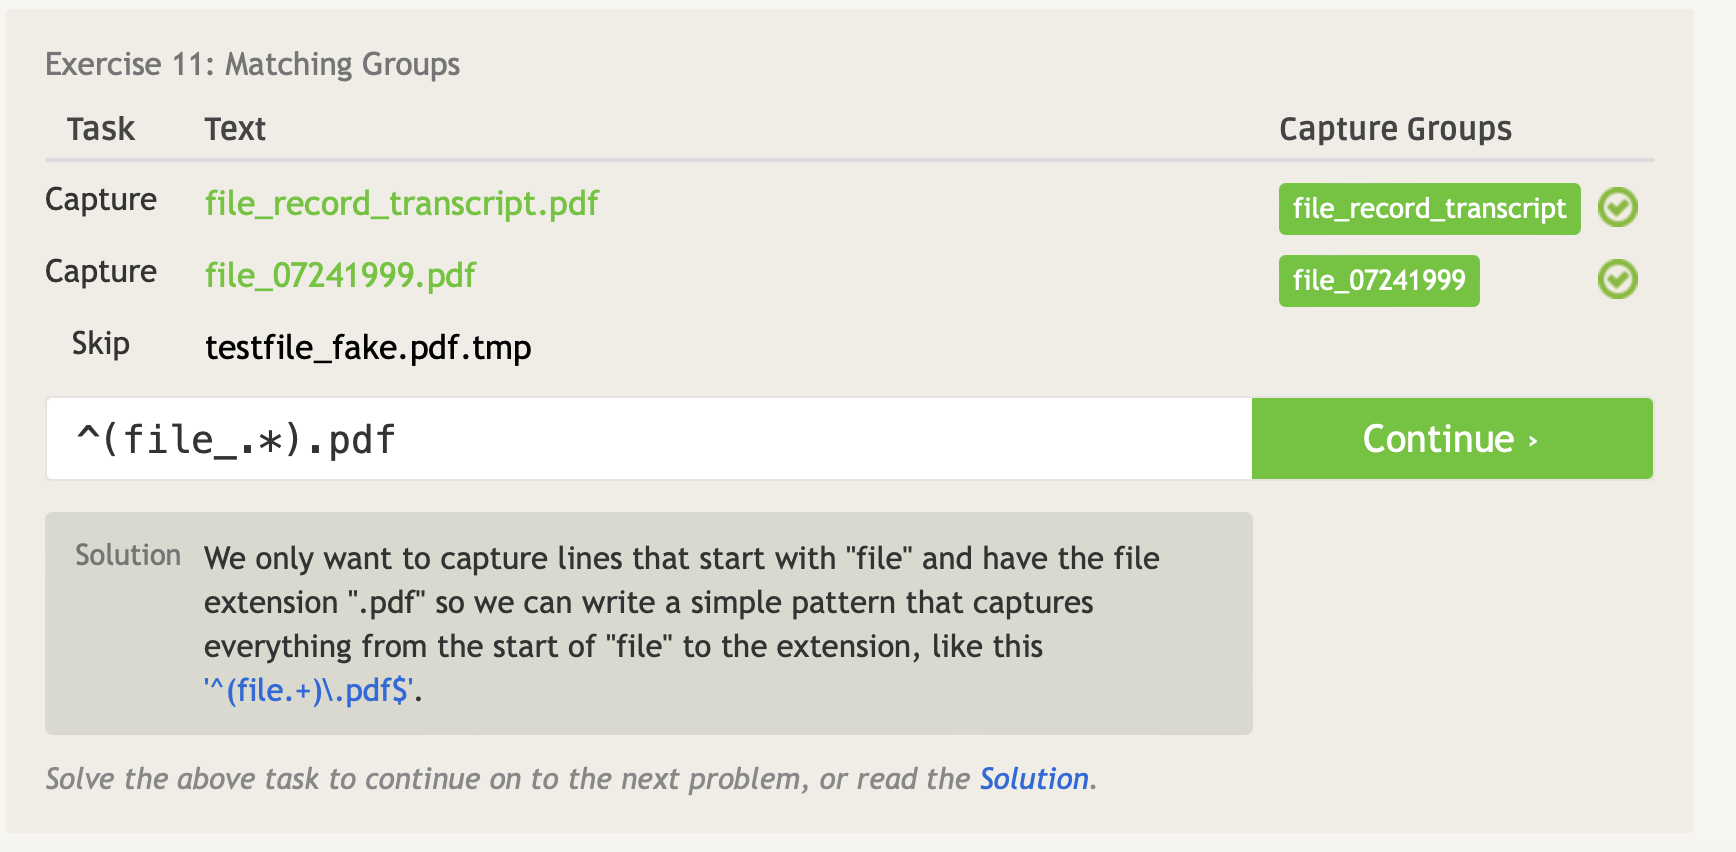 Exercise 11: Matching Groups
Task Text Capture Groups
Capture file_record_transcript.pdf file_record_transcript
Capture file_07241999.pdf file_07241999
Skip testfile_fake.pdf.tmp
^(file_.*).pdf Continue ›
Solution We only want to capture lines that start with "file" and have the file
extension ".pdf" so we can write a simple pattern that captures
everything from the start of "file" to the extension, like this
'^(file.+)\.pdf$'.
Solve the above task to continue on to the next problem, or read the Solution.